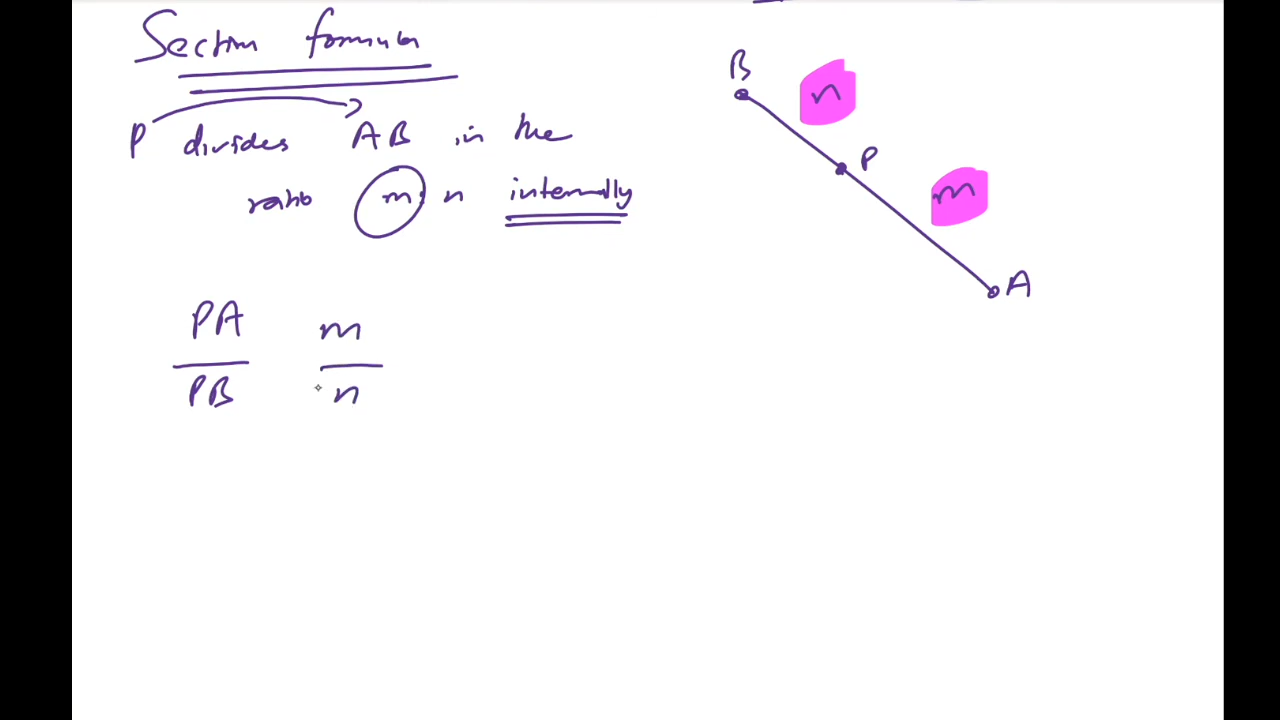 Section formula
P divides AB in the
ratio m : n internally
PA m
PB n
B
n
P
m
A